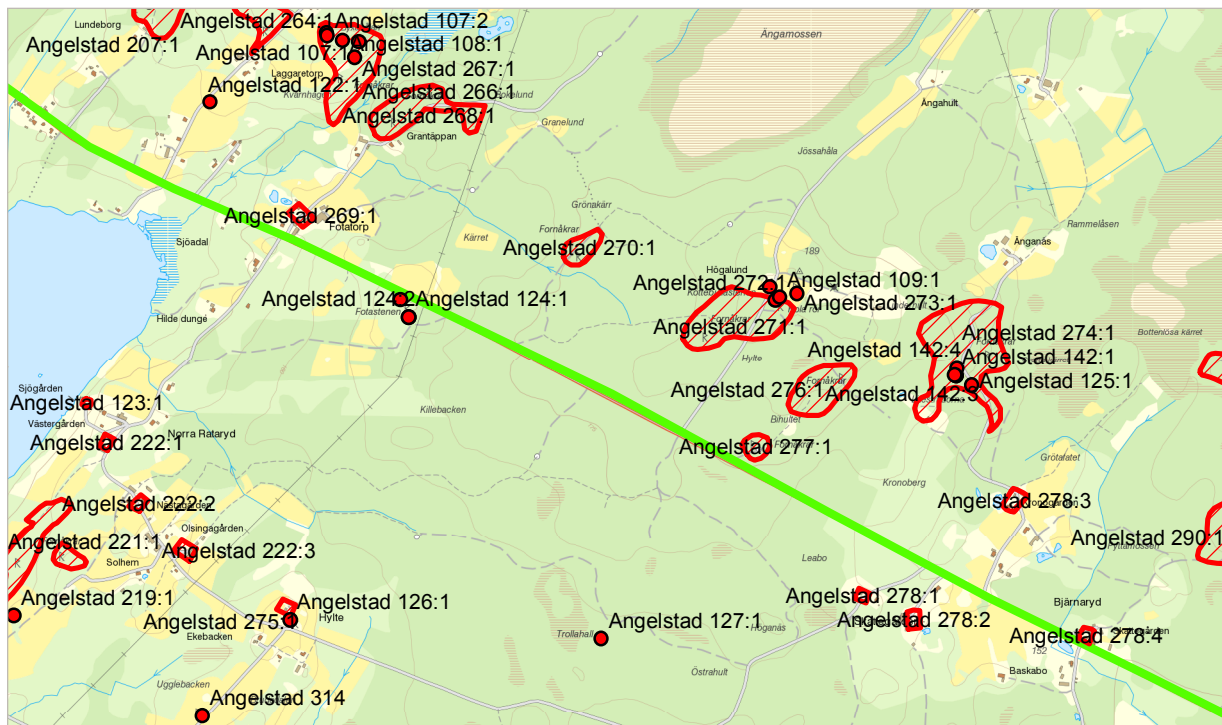 Lundeborg
Angelstad 264:1
Angelstad 107:2
Ängamossen
Angelstad 207:1
Angelstad 107:1
Angelstad 108:1
Laggaretorp
Angelstad 267:1
Angelstad 122:1
Kvarnhagen
Angelstad 266:1
Ängahult
Angelstad 268:1
Granelund
Grantäppan
Jössahåla
Grönakärr
Angelstad 269:1
Fotatorp
Fornåkrar
Rammelåsen
Sjöadal
Kärret
Angelstad 270:1
189
Änganäs
Högalund
Angelstad 272:1
Angelstad 109:1
Angelstad 124:2
Angelstad 124:1
Angelstad 273:1
Fotastenen
Hilde dunge
Fornåkrar
Angelstad 271:1
Angelstad 274:1
Bottenlösa kärret
Angelstad 142:4
Angelstad 142:1
Hylte
Sjögården
Fornåkrar
Angelstad 125:1
Angelstad 276:1
Angelstad 142:3
Angelstad 123:1
Killebacken
Västergården
Norra Rataryd
Bihultet
Angelstad 222:1
Angelstad 277:1
Grötafatet
Kronoberg
Angelstad 222:2
Nästagården
Angelstad 278:3
Olsingagården
Angelstad 221:1
Angelstad 222:3
Angelstad 290:1
Solhem
Leabo
Angelstad 219:1
Angelstad 126:1
Angelstad 278:1
Bjärnaryd
Angelstad 275:1
Hylte
Angelstad 278:2
Ekebacken
Trollahall
Angelstad 127:1
Höganäs
Angelstad 278:4
152
Östrahult
Baskabo
Ugglebacken
Angelstad 314